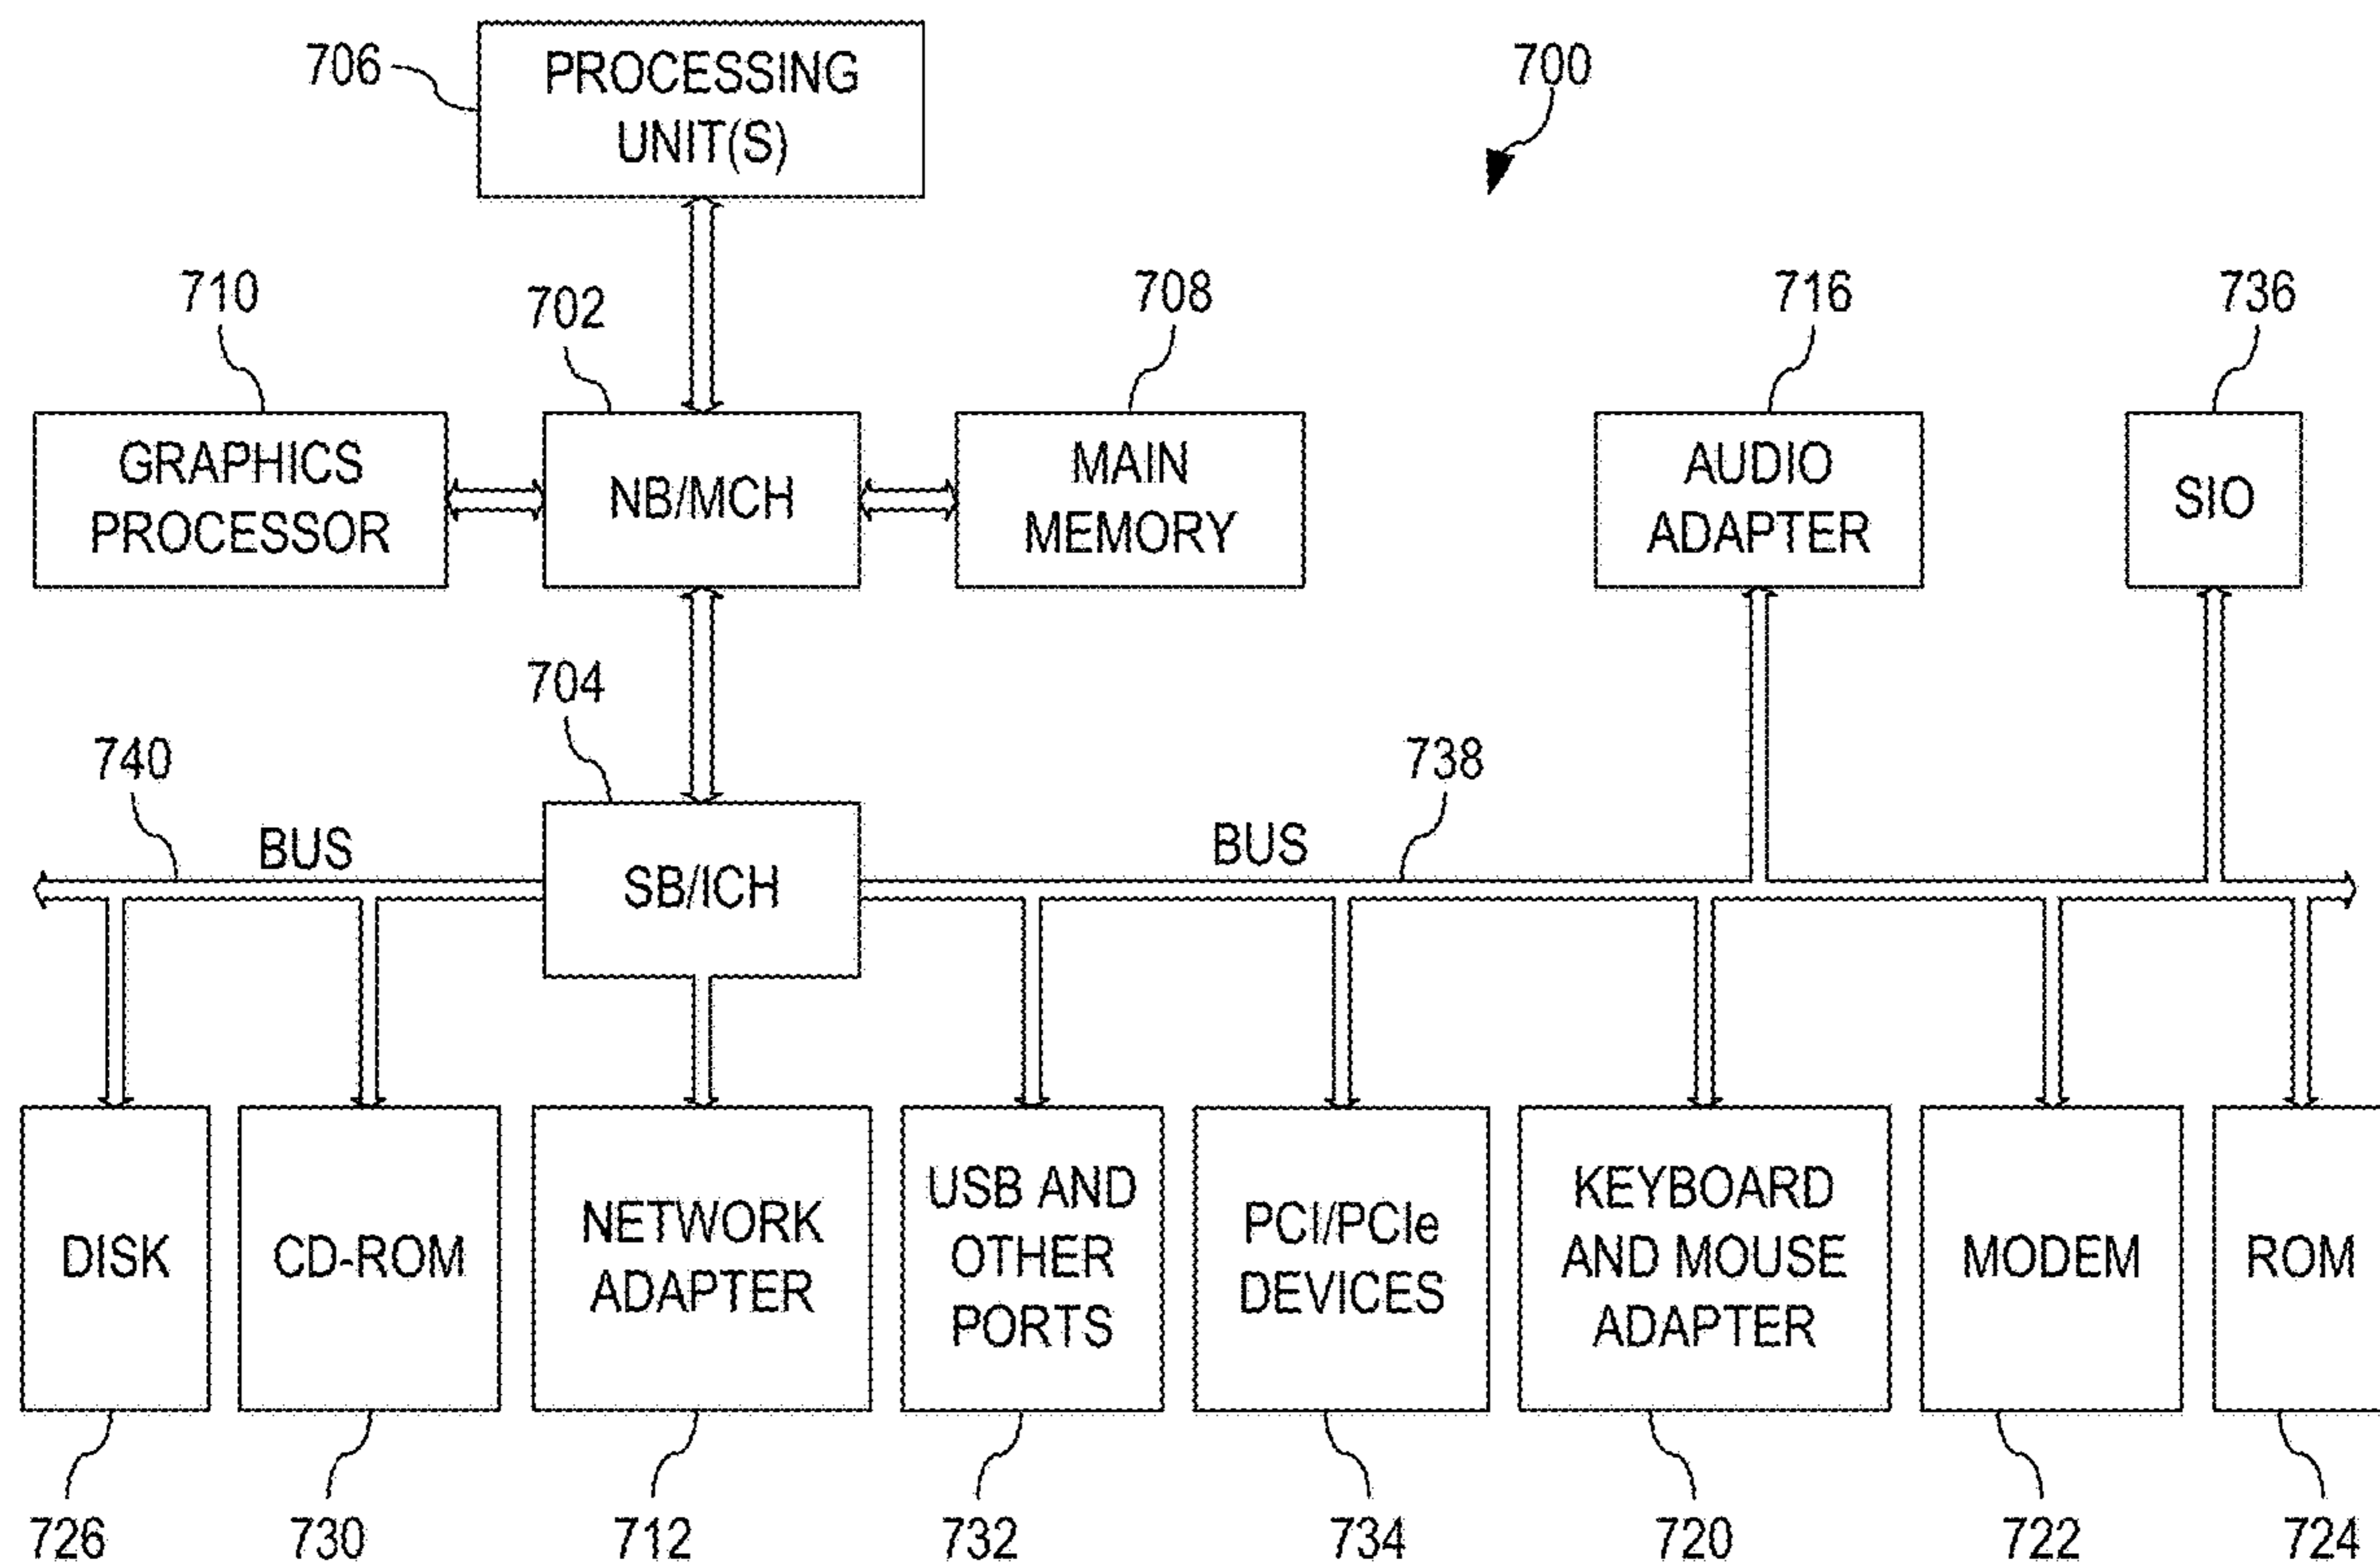 706
PROCESSING
UNIT(S)
700
710
702
708
716
736
GRAPHICS
PROCESSOR
NB/MCH
MAIN
MEMORY
AUDIO
ADAPTER
SIO
704
740
738
BUS
BUS
SB/ICH
DISK
CD-ROM
NETWORK
ADAPTER
USB AND
OTHER
PORTS
PCI/PCIe
DEVICES
KEYBOARD
AND MOUSE
ADAPTER
MODEM
ROM
726
730
712
732
734
720
722
724